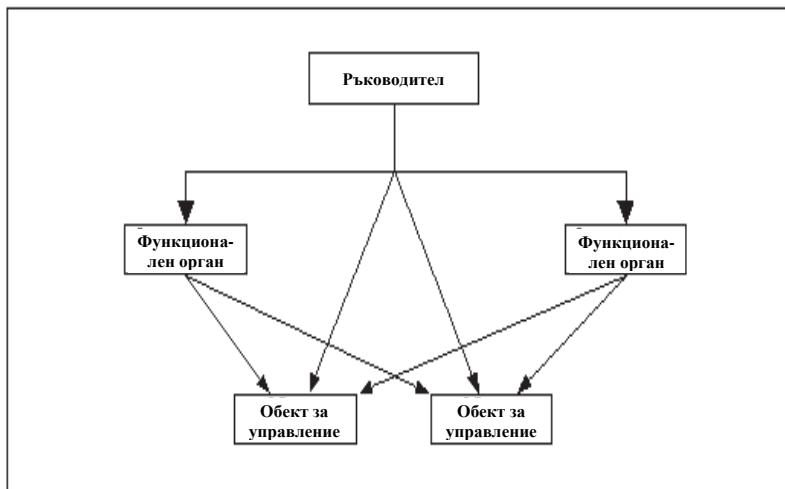 Ръководител
Функциона-
лен орган
Функциона-
лен орган
Обект за
управление
Обект за
управление